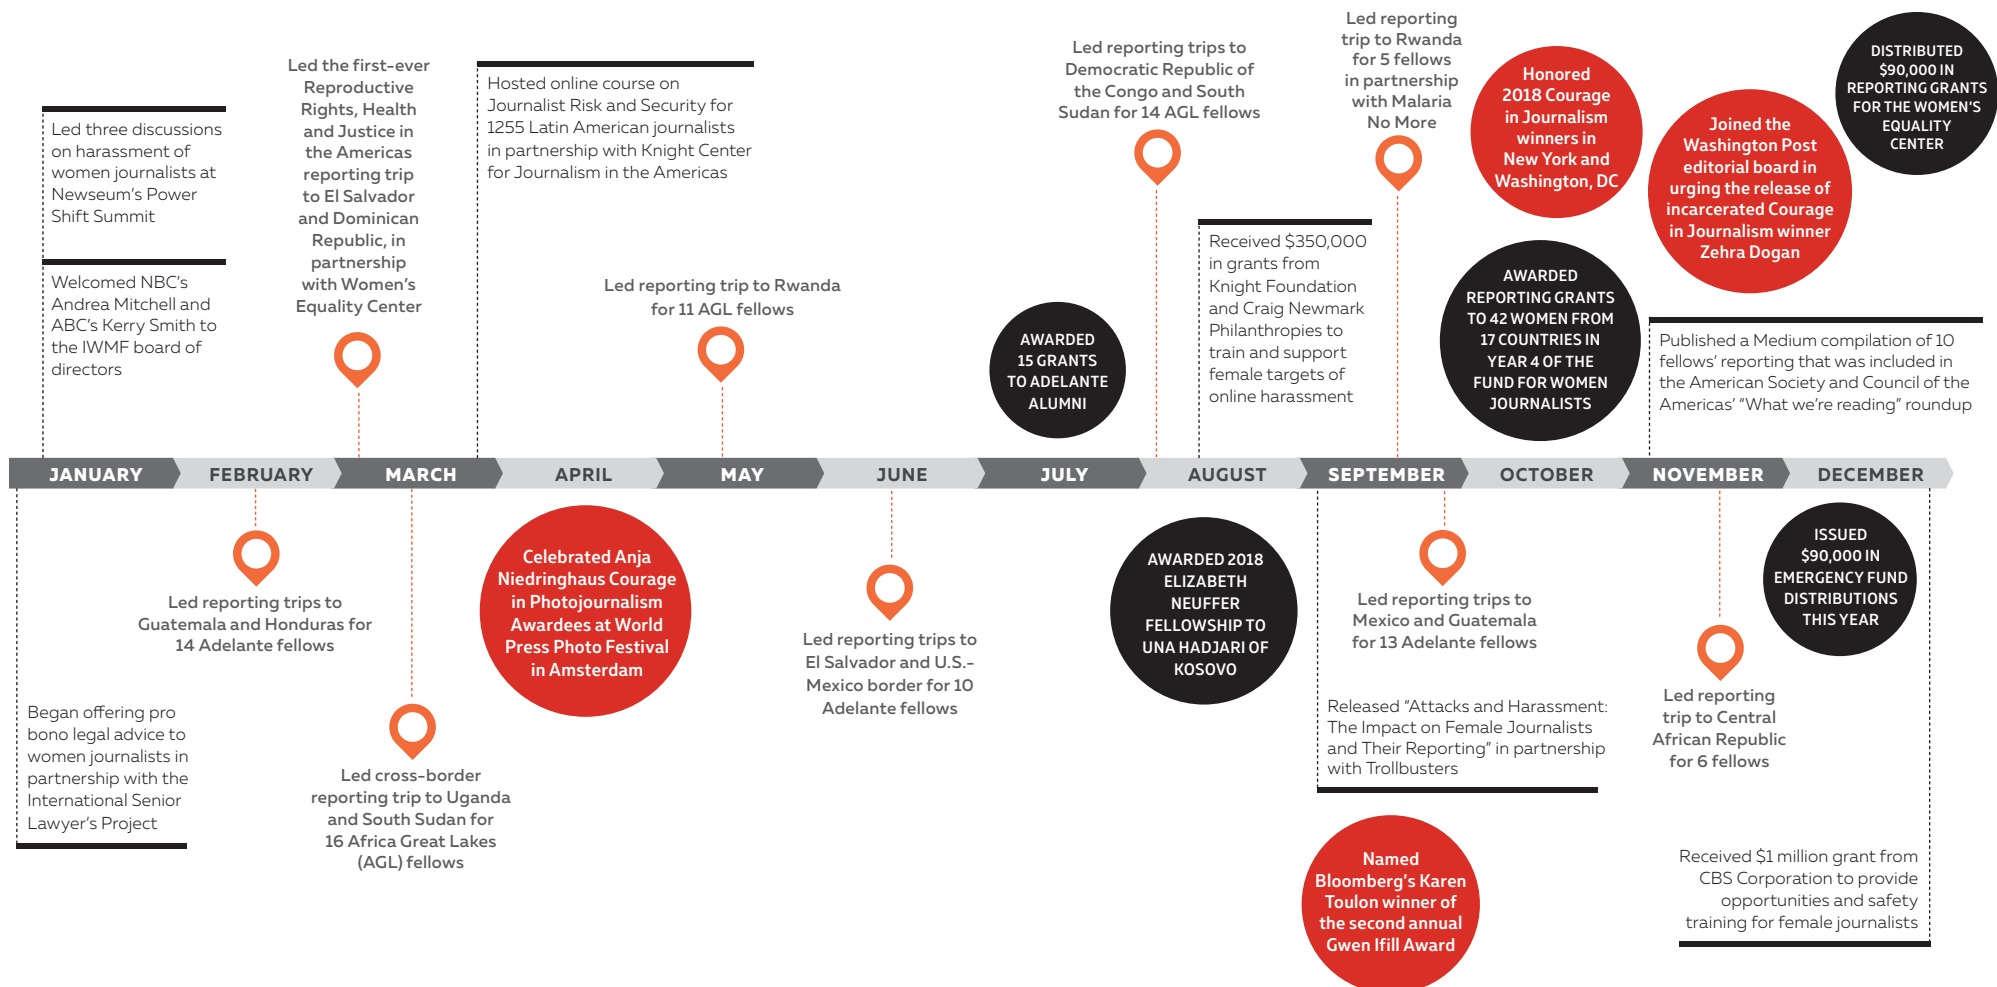 Led three discussions
on harassment of
women journalists at
Newseum's Power
Shift Summit
Welcomed NBC's
Andrea Mitchell and
ABC's Kerry Smith to
the IWMF board of
directors
Led the first-ever
Reproductive
Rights, Health
and Justice in
the Americas
reporting trip
to El Salvador
and Dominican
Republic, in
partnership
with Women's
Equality Center
Hosted online course on
Journalist Risk and Security for
1255 Latin American journalists
in partnership with Knight Center
for Journalism in the Americas
Led reporting trip to Rwanda
for 11 AGL fellows
AWARDED
15 GRANTS
TO ADELANTE
ALUMNI
Led reporting trips to
Democratic Republic of
the Congo and South
Sudan for 14 AGL fellows
Received $350,000
in grants from
Knight Foundation
and Craig Newmark
Philanthropies to
train and support
female targets of
online harassment
Led reporting
trip to Rwanda
for 5 fellows
in partnership
with Malaria
No More
Honored
2018 Courage
in Journalism
winners in
New York and
Washington, DC
AWARDED
REPORTING GRANTS
TO 42 WOMEN FROM
17 COUNTRIES IN
YEAR 4 OF THE
FUND FOR WOMEN
JOURNALISTS
Joined the
Washington Post
editorial board in
urging the release of
incarcerated Courage
in Journalism winner
Zehra Dogan
DISTRIBUTED
$90,000 IN
REPORTING GRANTS
FOR THE WOMEN'S
EQUALITY
CENTER
Published a Medium compilation of 10
fellows' reporting that was included in
the American Society and Council of the
Americas' "What we're reading" roundup
JANUARY FEBRUARY MARCH APRIL MAY JUNE JULY AUGUST SEPTEMBER OCTOBER NOVEMBER DECEMBER
Began offering pro
bono legal advice to
women journalists in
partnership with the
International Senior
Lawyer's Project
Led reporting trips to
Guatemala and Honduras for
14 Adelante fellows
Led cross-border
reporting trip to Uganda
and South Sudan for
16 Africa Great Lakes
(AGL) fellows
Celebrated Anja
Niedringhaus Courage
in Photojournalism
Awardees at World
Press Photo Festival
in Amsterdam
Led reporting trips to
El Salvador and U.S.-
Mexico border for 10
Adelante fellows
AWARDED 2018
ELIZABETH
NEUFFER
FELLOWSHIP TO
UNA HADJARI OF
KOSOVO
Led reporting trips to
Mexico and Guatemala
for 13 Adelante fellows
Released "Attacks and Harassment:
The Impact on Female Journalists
and Their Reporting" in partnership
with Trollbusters
Named
Bloomberg's Karen
Toulon winner of
the second annual
Gwen Ifill Award
Led reporting
trip to Central
African Republic
for 6 fellows
ISSUED
$90,000 IN
EMERGENCY FUND
DISTRIBUTIONS
THIS YEAR
Received $1 million grant from
CBS Corporation to provide
opportunities and safety
training for female journalists